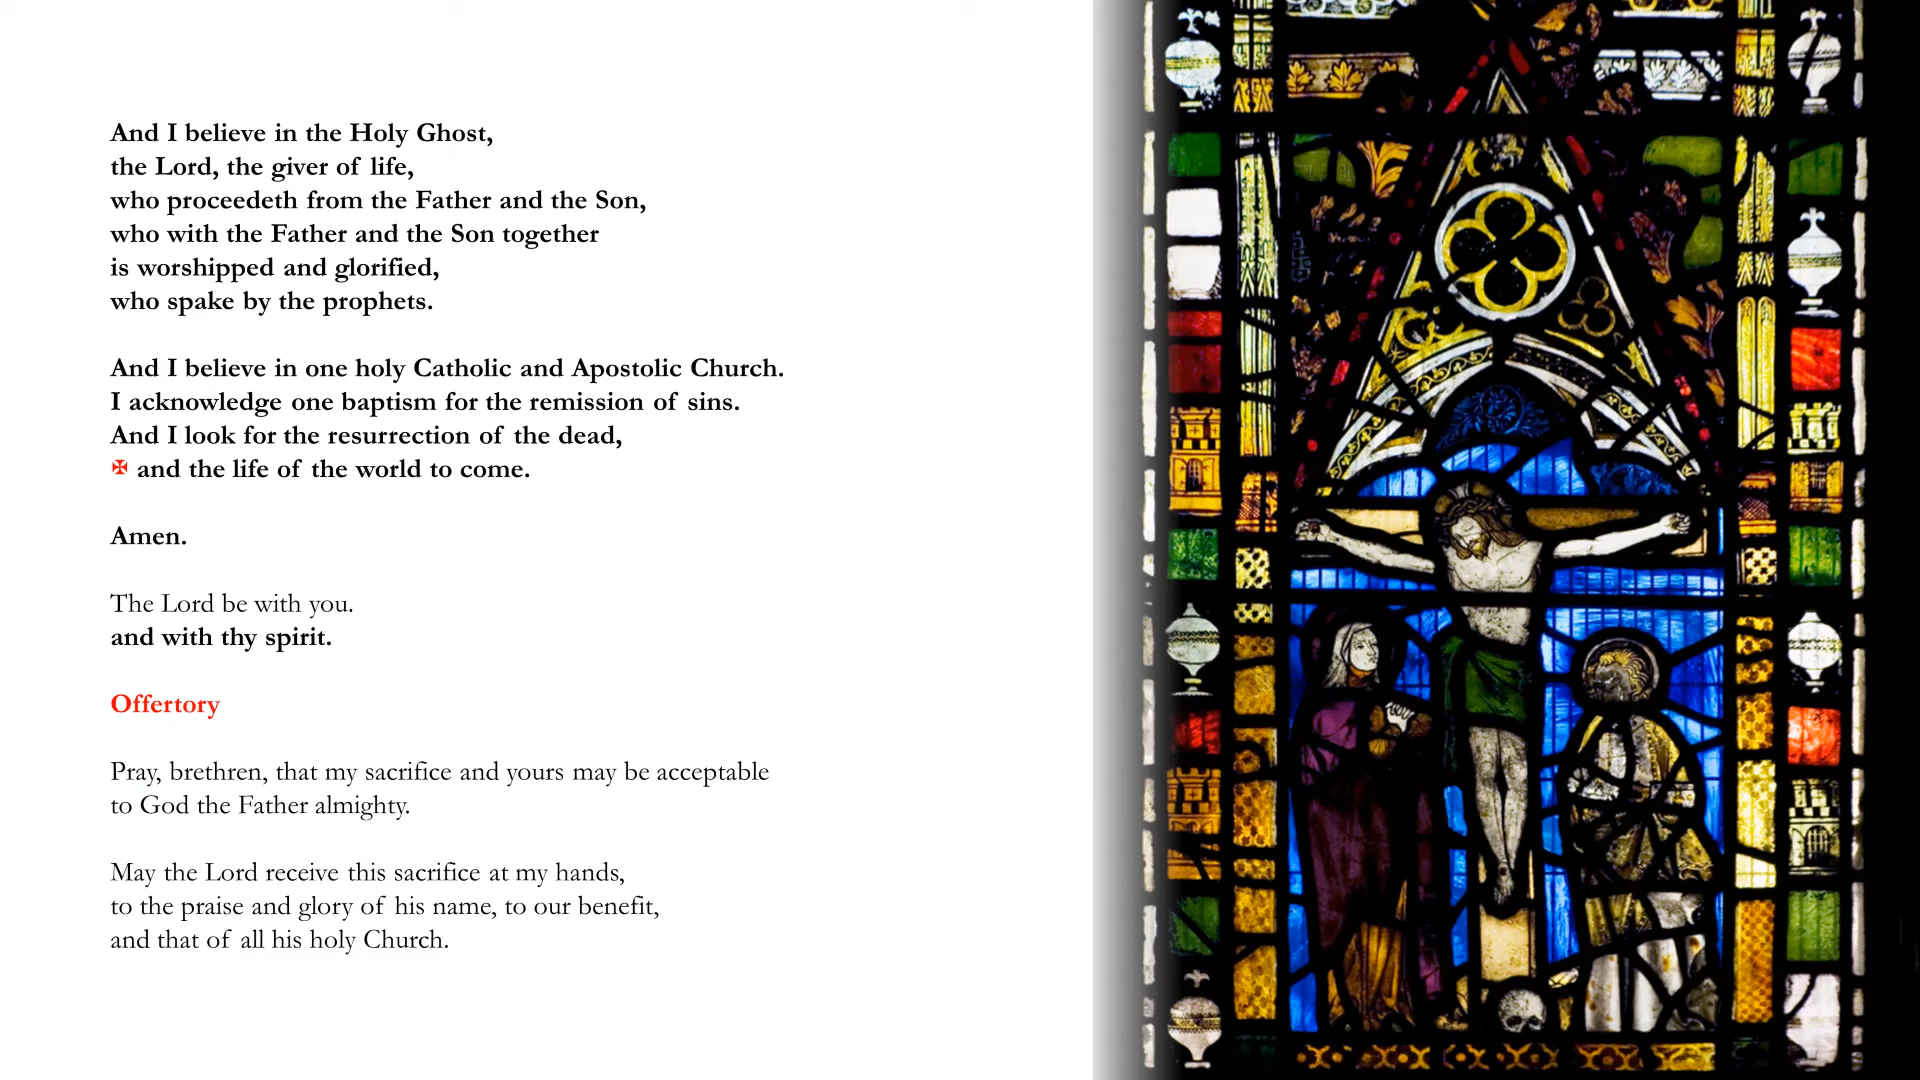 And I believe in the Holy Ghost,
the Lord, the giver of life,
who proceedeth from the Father and the Son,
who with the Father and the Son together
is worshipped and glorified,
who spake by the prophets.
And I believe in one holy Catholic and Apostolic Church.
I acknowledge one baptism for the remission of sins.
And I look for the resurrection of the dead,
✠ and the life of the world to come.
Amen.
The Lord be with you.
and with thy spirit.
Offertory
Pray, brethren, that my sacrifice and yours may be acceptable
to God the Father almighty.
May the Lord receive this sacrifice at my hands,
to the praise and glory of his name, to our benefit,
and that of all his holy Church.